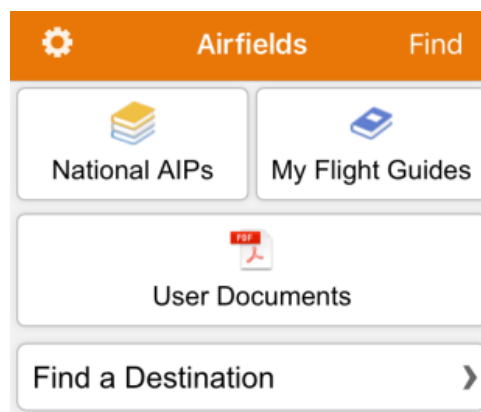 Airfields Find
National AIPs My Flight Guides
PDF
User Documents
Find a Destination